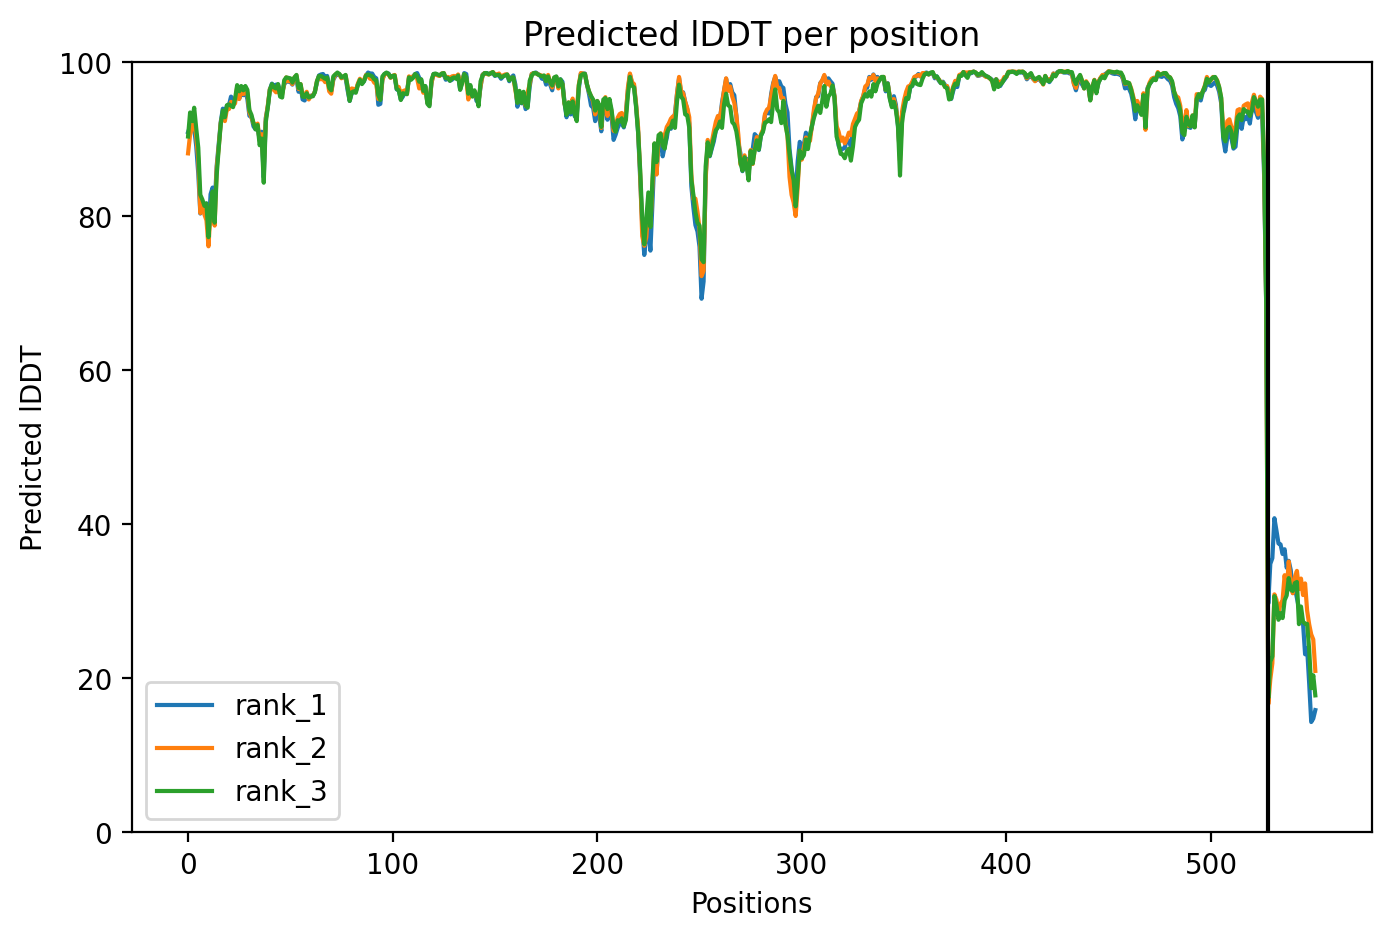 Predicted lDDT per position
100
80
60
40
20
0
Predicted lDDT
rank_1
rank_2
rank_3
0 100 200 300 400 500
Positions